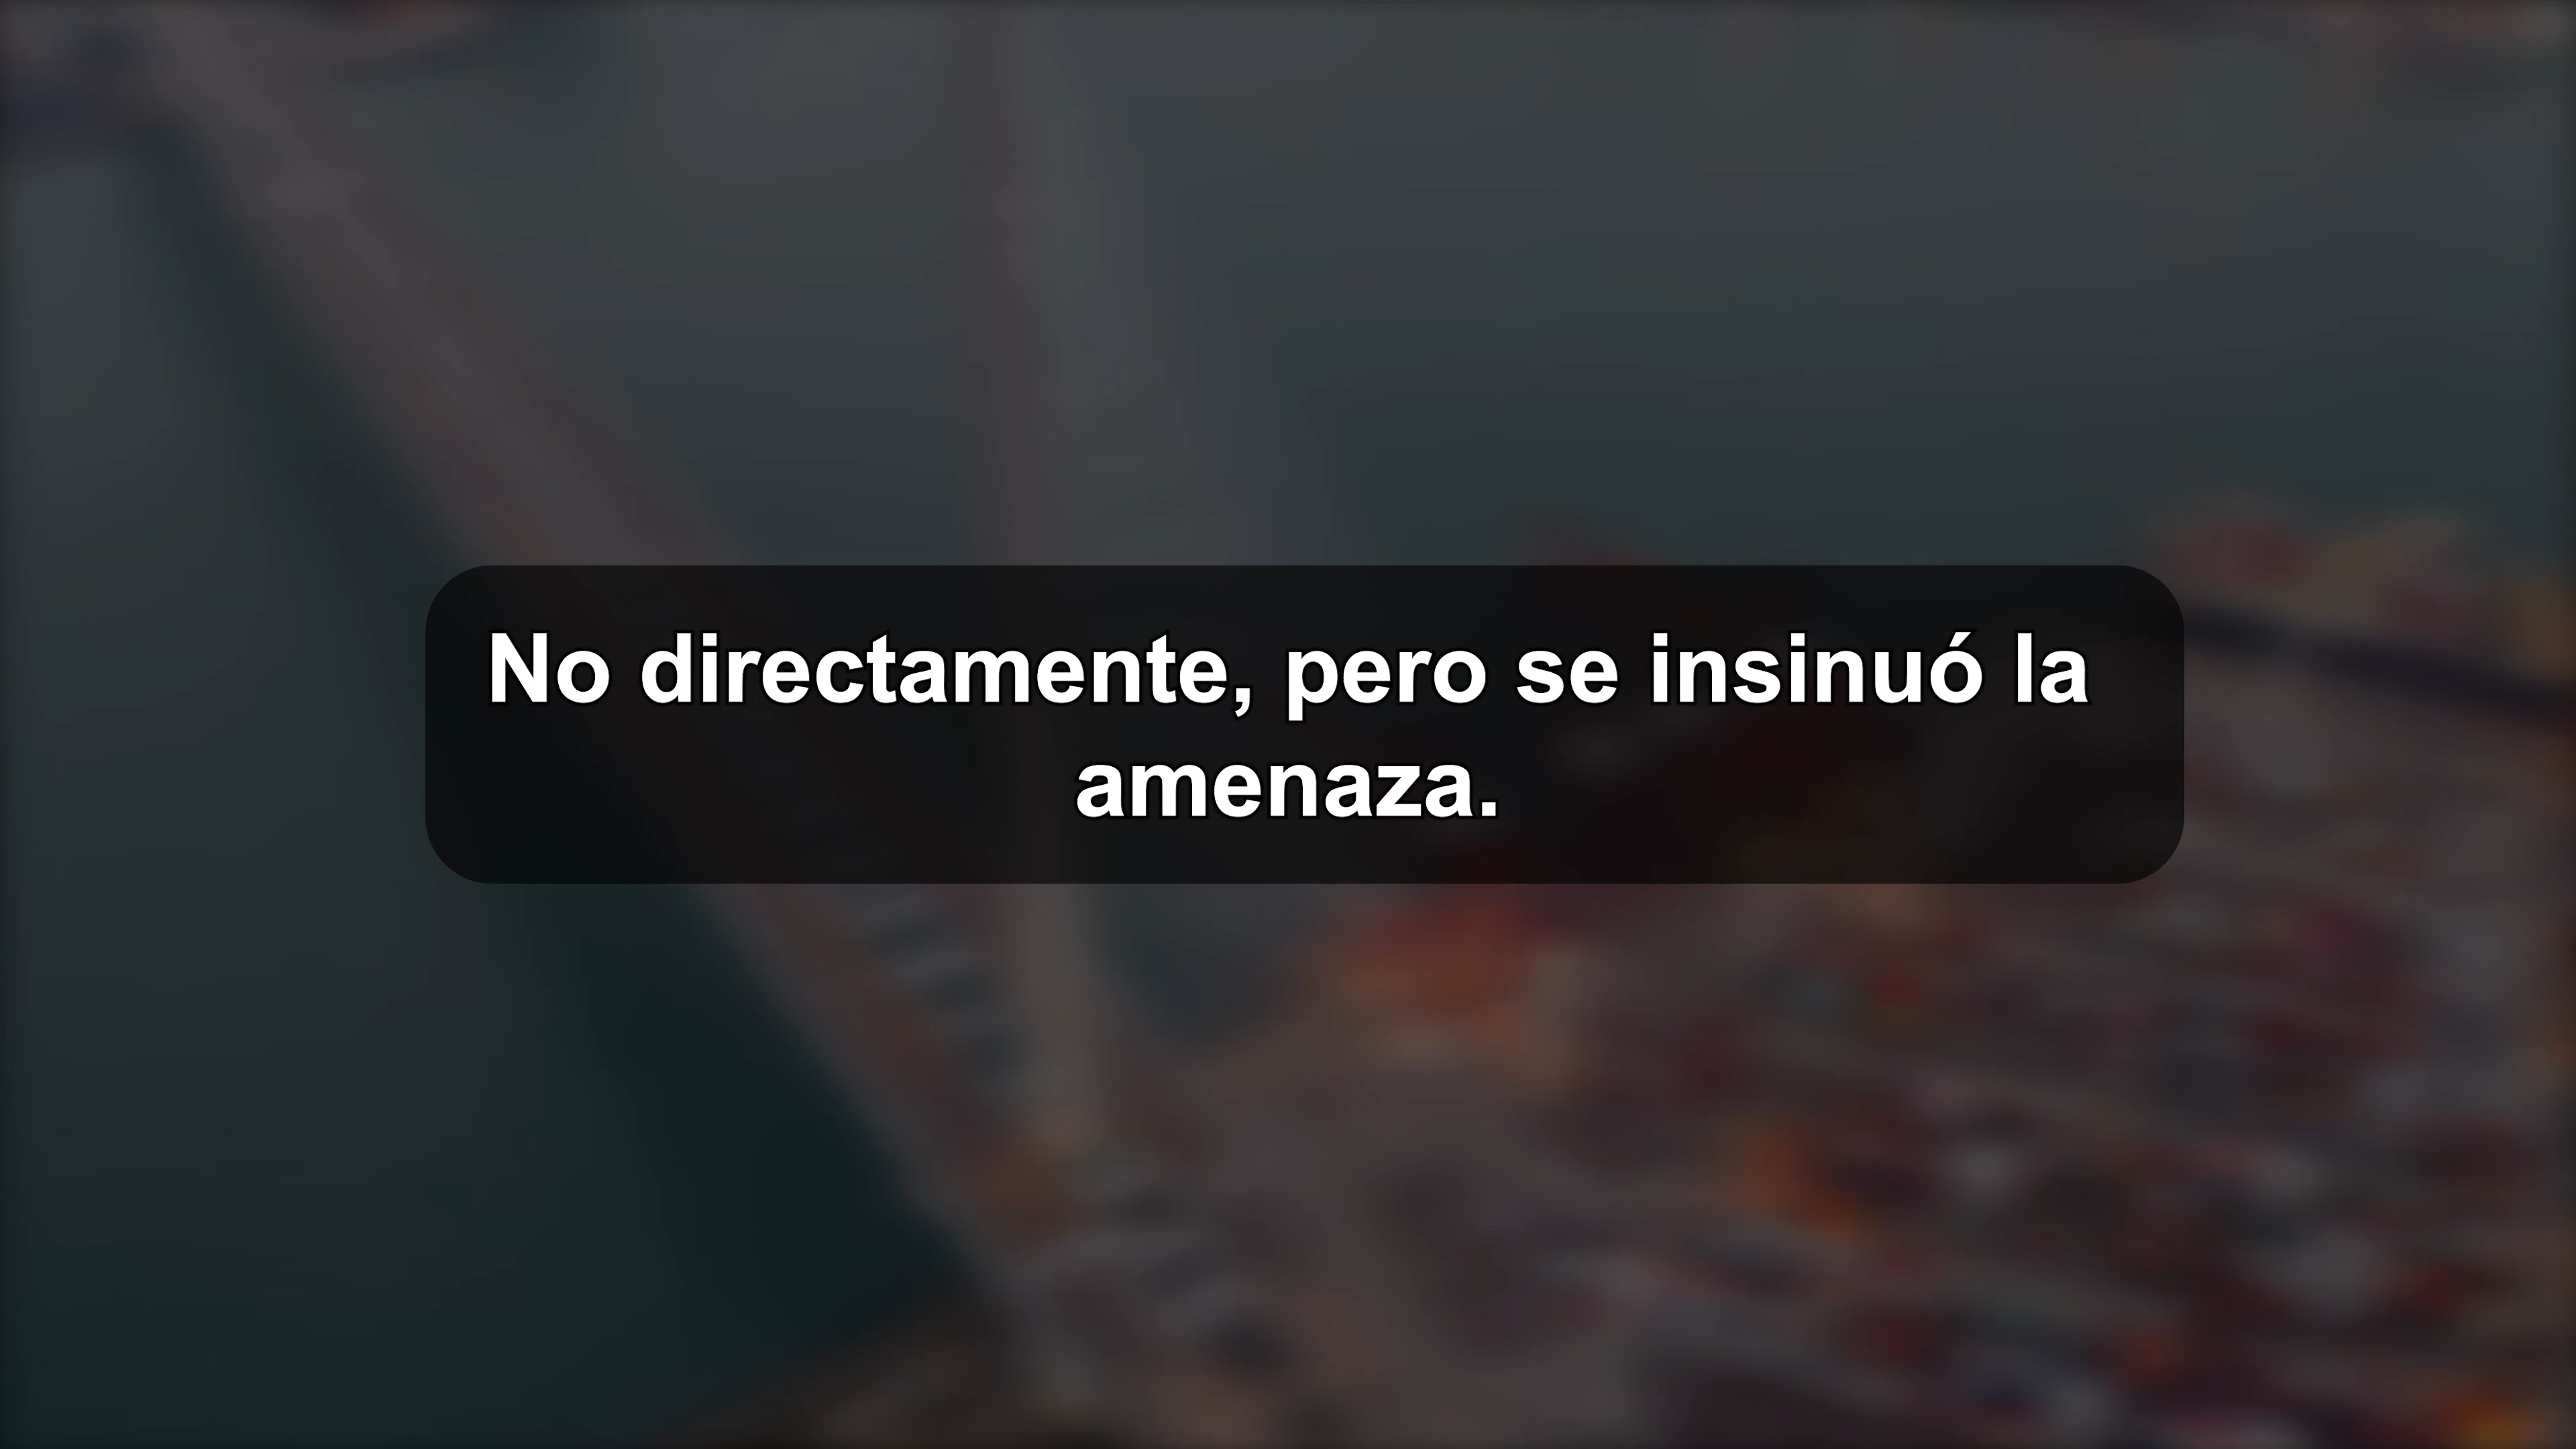 No directamente, pero se insinuó la
amenaza.